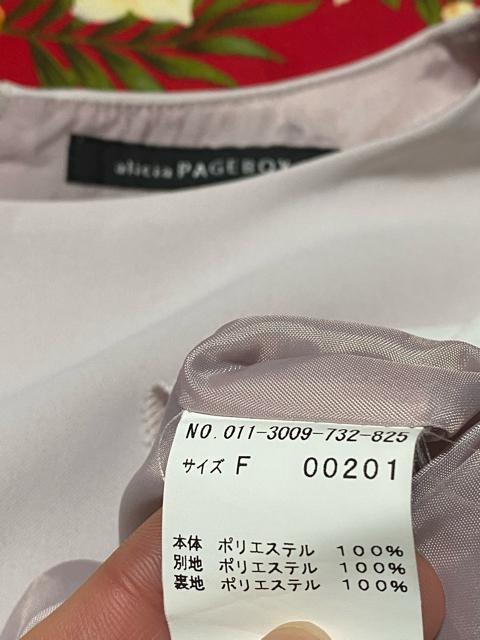 alicia PAGEBOY
NO. 011-3009-732-825
サイズ F 00201
本体 ポリエステル 100%
別地 ポリエステル 100%
裏地 ポリエステル 100%